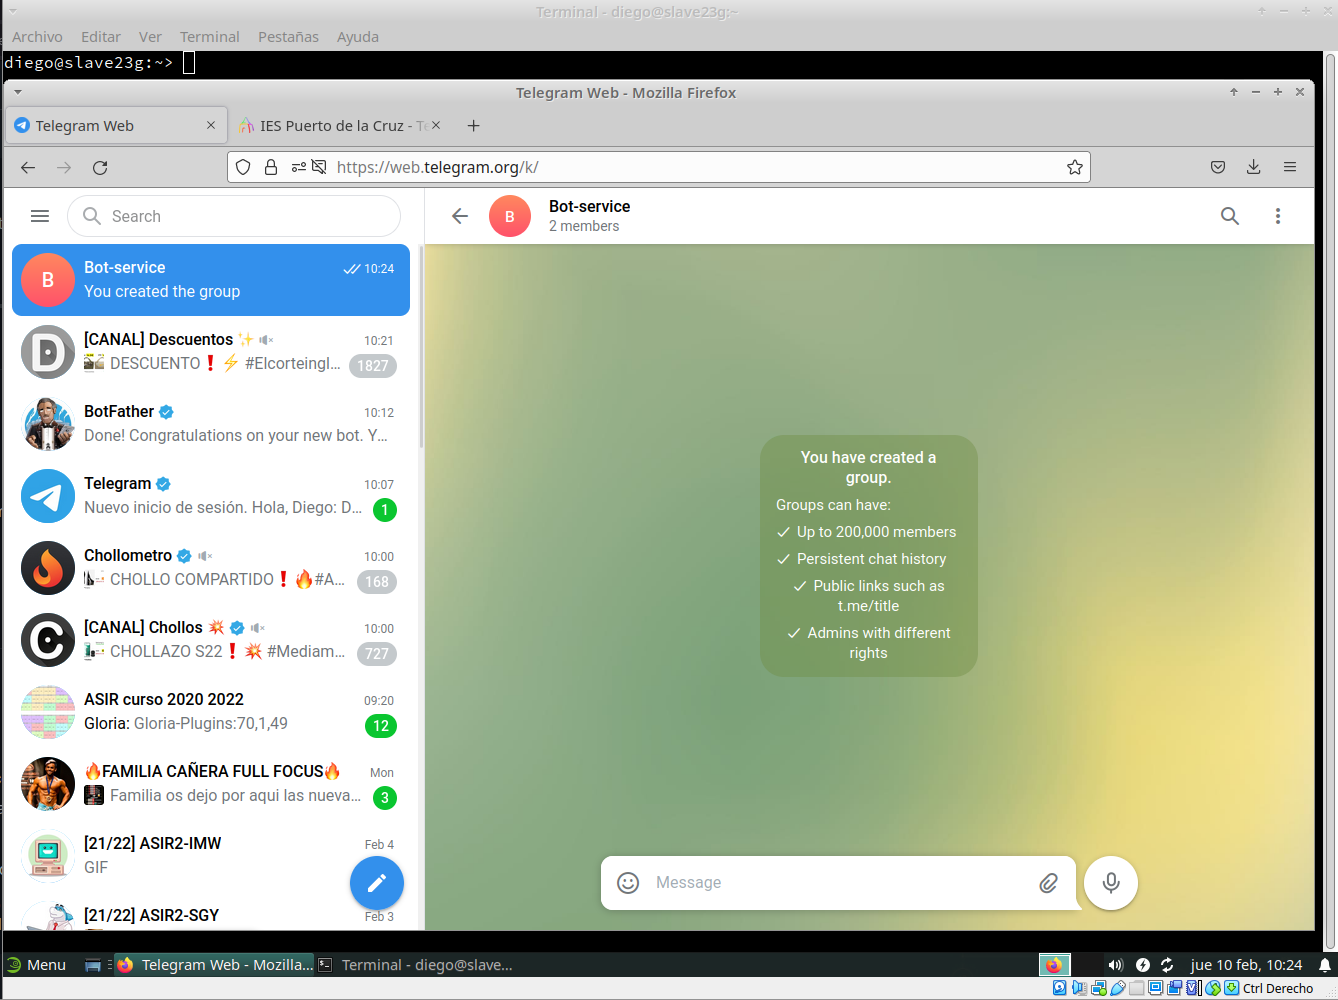 Terminal - diego@slave23g:~
Archivo Editar Ver Terminal Pestañas Ayuda
diego@slave23g:~>
Telegram Web - Mozilla Firefox
Telegram Web
IES Puerto de la Cruz - Te
https://web.telegram.org/k/
Search
B
Bot-service
10:24
You created the group
B
Bot-service
2 members
D
[CANAL] Descuentos ✨
10:21
DESCUENTO❗⚡ #Elcorteingl...
1827
BotFather
10:12
Done! Congratulations on your new bot. Y...
Telegram
10:07
Nuevo inicio de sesión. Hola, Diego: D...
1
Chollometro
10:00
CHOLLO COMPARTIDO❗🔥#A...
168
C
[CANAL] Chollos 💥
10:00
CHOLLAZO S22❗💥 #Mediam...
727
ASIR curso 2020 2022
09:20
Gloria: Gloria-Plugins:70,1,49
12
🔥FAMILIA CAÑERA FULL FOCUS🔥
Mon
Familia os dejo por aqui las nueva...
3
[21/22] ASIR2-IMW
Feb 4
GIF
[21/22] ASIR2-SGY
Feb 3
You have created a
group.
Groups can have:
✓ Up to 200,000 members
✓ Persistent chat history
✓ Public links such as
t.me/title
✓ Admins with different
rights
Message
Menu
Telegram Web - Mozilla...
Terminal - diego@slave...
jue 10 feb, 10:24
Ctrl Derecho